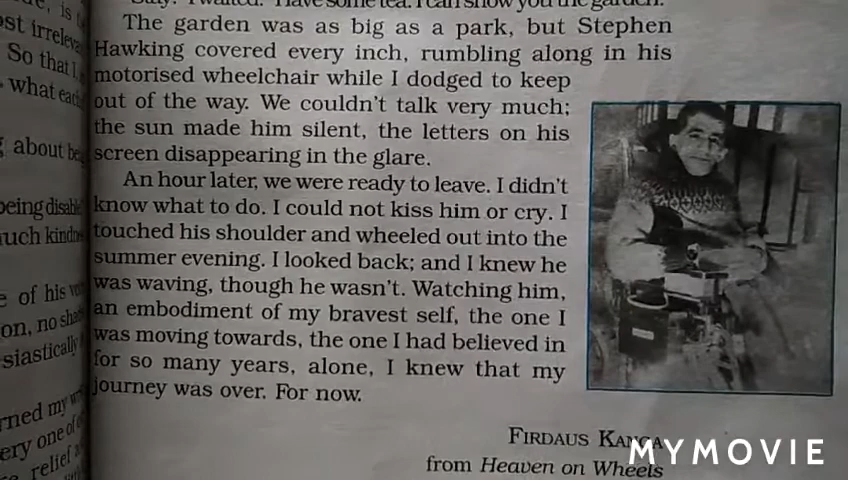 The garden was as big as a park, but Stephen
Hawking covered every inch, rumbling along in his
motorised wheelchair while I dodged to keep
out of the way. We couldn't talk very much;
the sun made him silent, the letters on his
screen disappearing in the glare.
An hour later, we were ready to leave. I didn't
know what to do. I could not kiss him or cry. I
touched his shoulder and wheeled out into the
summer evening. I looked back; and I knew he
was waving, though he wasn't. Watching him,
an embodiment of my bravest self, the one I
was moving towards, the one I had believed in
for so many years, alone, I knew that my
journey was over. For now.
FIRDAUS KANGA
from Heaven on Wheels
MYMOVIE